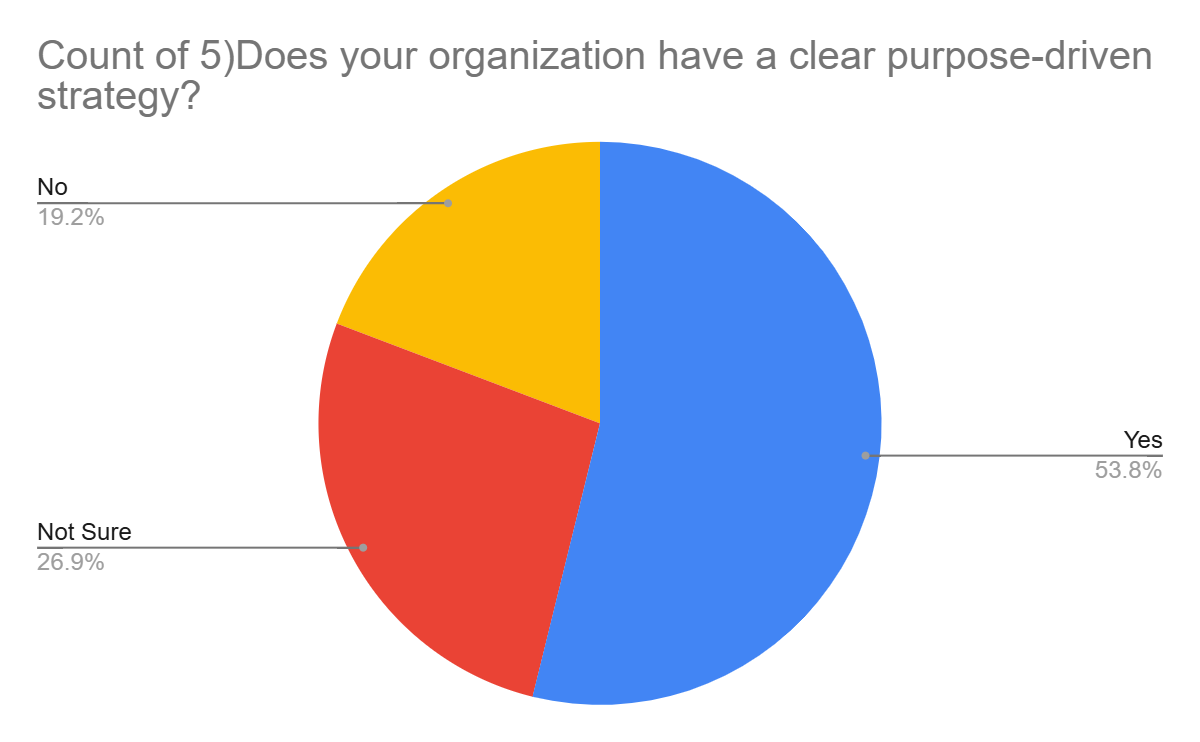 Count of 5)Does your organization have a clear purpose-driven
strategy?
No
19.2%
Yes
53.8%
Not Sure
26.9%